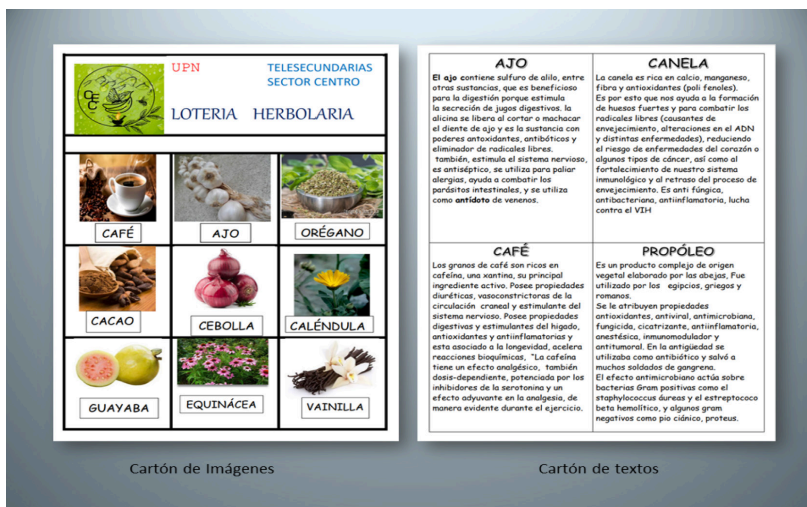 UPN
TELESECUNDARIAS
SECTOR CENTRO
LOTERIA HERBOLARIA
CEC
CAFÉ
AJO
ORÉGANO
CACAO
CEBOLLA
CALÉNDULA
GUAYABA
EQUINÁCEA
VAINILLA
Cartón de Imágenes
AJO
El ajo contiene sulfuro de alilo, entre
otras sustancias, que es beneficioso
para la digestión porque estimula
la secreción de jugos digestivos. la
alicina se libera al cortar o machacar
el diente de ajo y es la sustancia con
poderes antoxidantes, antibióticos y
eliminador de radicales libres.
también, estimula el sistema nervioso,
es antiséptico, se utiliza para paliar
alergias, ayuda a combatir los
parásitos intestinales, y se utiliza
como antídoto de venenos.
CANELA
La canela es rica en calcio, manganeso,
fibra y antioxidantes (poli fenoles).
Es por esto que nos ayuda a la formación
de huesos fuertes y para combatir los
radicales libres (causantes de
envejecimiento, alteraciones en el ADN
y distintas enfermedades), reduciendo
el riesgo de enfermedades del corazón o
algunos tipos de cáncer, así como al
fortalecimiento de nuestro sistema
inmunológico y al retraso del proceso de
envejecimiento. Es anti fúngica,
antibacteriana, antiinflamatoria, lucha
contra el VIH
CAFÉ
Los granos de café son ricos en
cafeína, una xantina, su principal
ingrediente activo. Posee propiedades
diuréticas, vasoconstrictoras de la
circulación craneal y estimulante del
sistema nervioso. Posee propiedades
digestivas y estimulantes del hígado,
antioxidantes y antiinflamatorias y
esta asociado a la longevidad, acelera
reacciones bioquímicas, "La cafeína
tiene un efecto analgésico, también
dosis-dependiente, potenciada por los
inhibidores de la serotonina y un
efecto adyuvante en la analgesia, de
manera evidente durante el ejercicio.
PROPÓLEO
Es un producto complejo de origen
vegetal elaborado por las abejas, Fue
utilizado por los egipcios, griegos y
romanos.
Se le atribuyen propiedades
antioxidantes, antiviral, antimicrobiana,
fungicida, cicatrizante, antiinflamatoria,
anestésica, inmunomodulador y
antitumoral. En la antigüedad se
utilizaba como antibiótico y salvó a
muchos soldados de gangrena.
El efecto antimicrobiano actúa sobre
bacterias Gram positivas como el
staphylococcus áureas y el estreptococo
beta hemolítico, y algunos gram
negativos como pio ciánico, proteus.
Cartón de textos